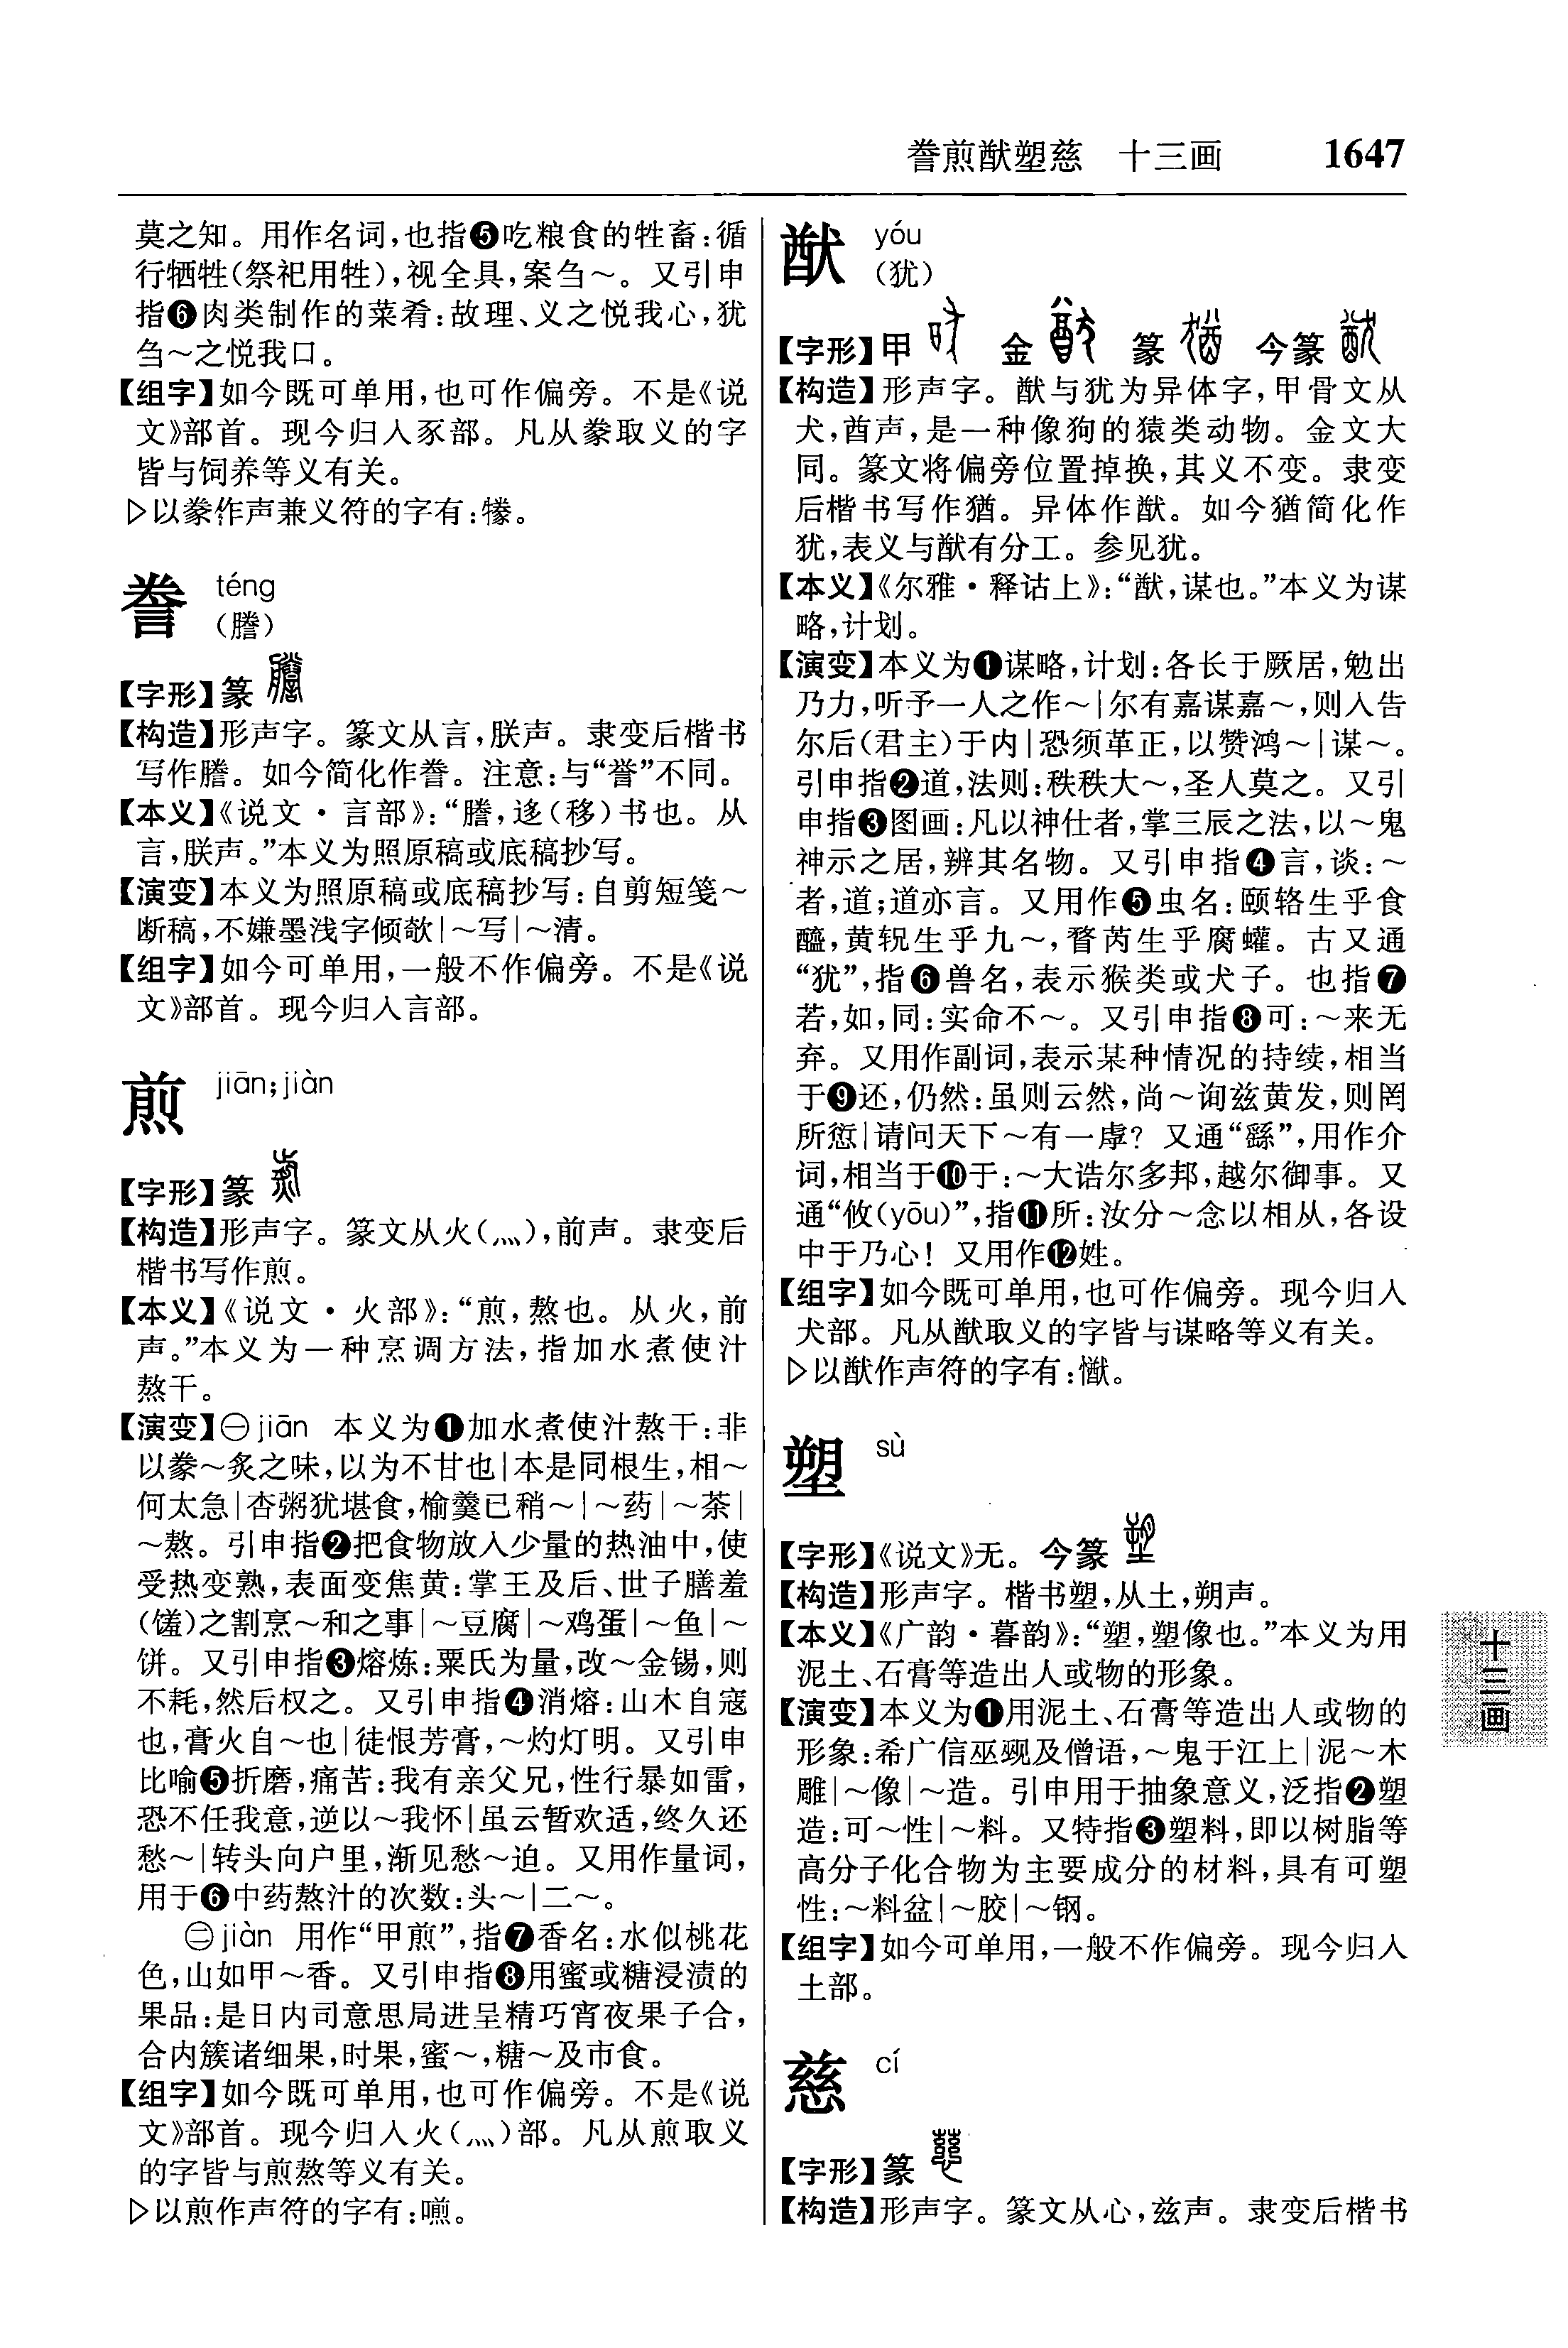 誊煎猷塑慈　十三画　1647
莫之知。用作名词,也指❺吃粮食的牲畜:循
行牺牲(祭祀用牲),视全具,案刍～。又引申
指❻肉类制作的菜肴:故理、义之悦我心,犹
刍～之悦我口。
【组字】如今既可单用,也可作偏旁。不是《说
文》部首。现今归入豕部。凡从豢取义的字
皆与饲养等义有关。
▷以豢作声兼义符的字有:。
誊 téng
(謄)
【字形】篆
【构造】形声字。篆文从言,朕声。隶变后楷书
写作謄。如今简化作誊。注意:与“誉”不同。
【本义】《说文·言部》:“謄,迻(移)书也。从
言,朕声。”本义为照原稿或底稿抄写。
【演变】本义为照原稿或底稿抄写:自剪短笺～
断稿,不嫌墨浅字倾欹|～写|～清。
【组字】如今可单用,一般不作偏旁。不是《说
文》部首。现今归入言部。
煎 jiān;jiàn
【字形】篆
【构造】形声字。篆文从火(灬),前声。隶变后
楷书写作煎。
【本义】《说文·火部》:“煎,熬也。从火,前
声。”本义为一种烹调方法,指加水煮使汁
熬干。
【演变】㊀jiān 本义为❶加水煮使汁熬干:非
以豢～炙之味,以为不甘也|本是同根生,相～
何太急|杏粥犹堪食,榆羹已稍～|～药|～茶|
～熬。引申指❷把食物放入少量的热油中,使
受热变熟,表面变焦黄:掌王及后、世子膳羞
(馐)之割烹～和之事|～豆腐|～鸡蛋|～鱼|～
饼。又引申指❸熔炼:粟氏为量,改～金锡,则
不耗,然后权之。又引申指❹消熔:山木自寇
也,膏火自～也|徒恨芳膏,～灼灯明。又引申
比喻❺折磨,痛苦:我有亲父兄,性行暴如雷,
恐不任我意,逆以～我怀|虽云暂欢适,终久还
愁～|转头向户里,渐见愁～迫。又用作量词,
用于❻中药熬汁的次数:头～|二～。
㊁jiàn 用作“甲煎”,指❼香名:水似桃花
色,山如甲～香。又引申指❽用蜜或糖浸渍的
果品:是日内司意思局进呈精巧宵夜果子合,
合内簇诸细果,时果,蜜～,糖～及市食。
【组字】如今既可单用,也可作偏旁。不是《说
文》部首。现今归入火(灬)部。凡从煎取义
的字皆与煎熬等义有关。
▷以煎作声符的字有:㗴。
猷 yóu
(犹)
【字形】甲 金 篆 今篆
【构造】形声字。猷与犹为异体字,甲骨文从
犬,酋声,是一种像狗的猿类动物。金文大
同。篆文将偏旁位置掉换,其义不变。隶变
后楷书写作猶。异体作猷。如今猶简化作
犹,表义与猷有分工。参见犹。
【本义】《尔雅·释诂上》:“猷,谋也。”本义为谋
略,计划。
【演变】本义为❶谋略,计划:各长于厥居,勉出
乃力,听予一人之作～|尔有嘉谋嘉～,则入告
尔后(君主)于内|恐须革正,以赞鸿～|谋～。
引申指❷道,法则:秩秩大～,圣人莫之。又引
申指❸图画:凡以神仕者,掌三辰之法,以～鬼
神示之居,辨其名物。又引申指❹言,谈:～
者,道;道亦言。又用作❺虫名:颐辂生乎食
醯,黄𫐄生乎九～,瞀芮生乎腐蠸。古又通
“犹”,指❻兽名,表示猴类或犬子。也指❼
若,如,同:实命不～。又引申指❽可:～来无
弃。又用作副词,表示某种情况的持续,相当
于❾还,仍然:虽则云然,尚～询兹黄发,则罔
所愆|请问天下～有一虖? 又通“繇”,用作介
词,相当于❿于:～大诰尔多邦,越尔御事。又
通“攸(yōu)”,指⓫所:汝分～念以相从,各设
中于乃心! 又用作⓬姓。
【组字】如今既可单用,也可作偏旁。现今归入
犬部。凡从猷取义的字皆与谋略等义有关。
▷以猷作声符的字有:。
塑 sù
【字形】《说文》无。今篆
【构造】形声字。楷书塑,从土,朔声。
【本义】《广韵·暮韵》:“塑,塑像也。”本义为用
泥土、石膏等造出人或物的形象。
【演变】本义为❶用泥土、石膏等造出人或物的
形象:希广信巫觋及僧语,～鬼于江上|泥～木
雕|～像|～造。引申用于抽象意义,泛指❷塑
造:可～性|～料。又特指❸塑料,即以树脂等
高分子化合物为主要成分的材料,具有可塑
性:～料盆|～胶|～钢。
【组字】如今可单用,一般不作偏旁。现今归入
土部。
慈 cí
【字形】篆
【构造】形声字。篆文从心,兹声。隶变后楷书
十三画